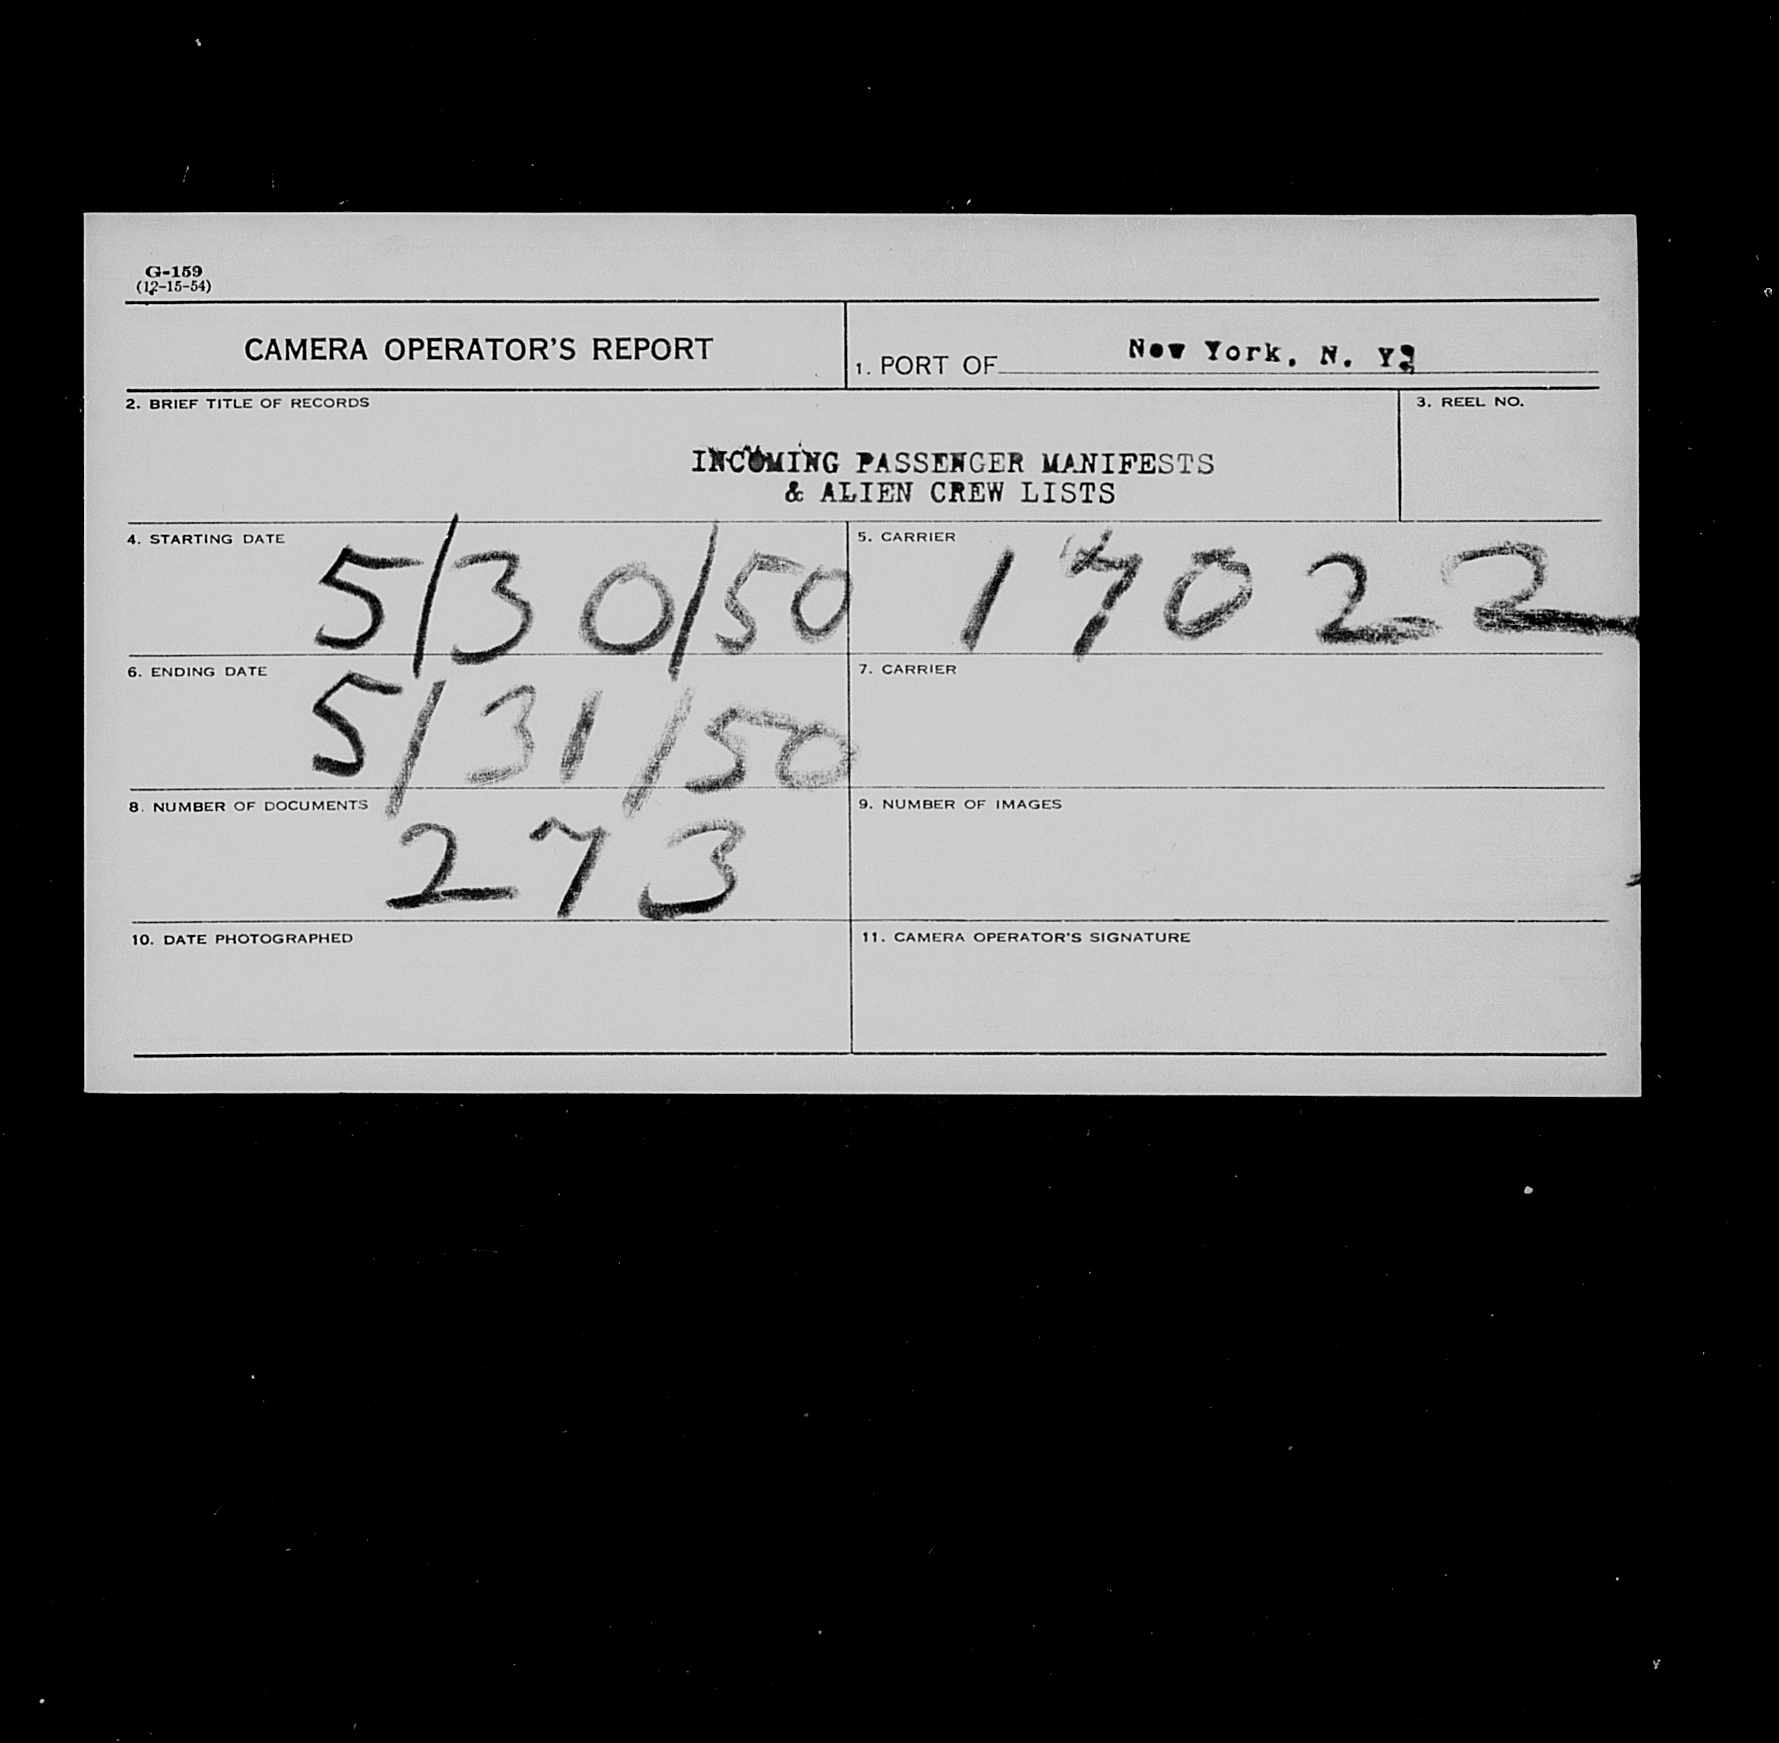 G-159
(12-15-54)
CAMERA OPERATOR'S REPORT
1. PORT OF New York, N. Y.
2. BRIEF TITLE OF RECORDS
3. REEL NO.
INCOMING PASSENGER MANIFESTS
& ALIEN CREW LISTS
4. STARTING DATE 5/30/50
5. CARRIER 17022
6. ENDING DATE 5/31/50
7. CARRIER
8. NUMBER OF DOCUMENTS 273
9. NUMBER OF IMAGES
10. DATE PHOTOGRAPHED
11. CAMERA OPERATOR'S SIGNATURE